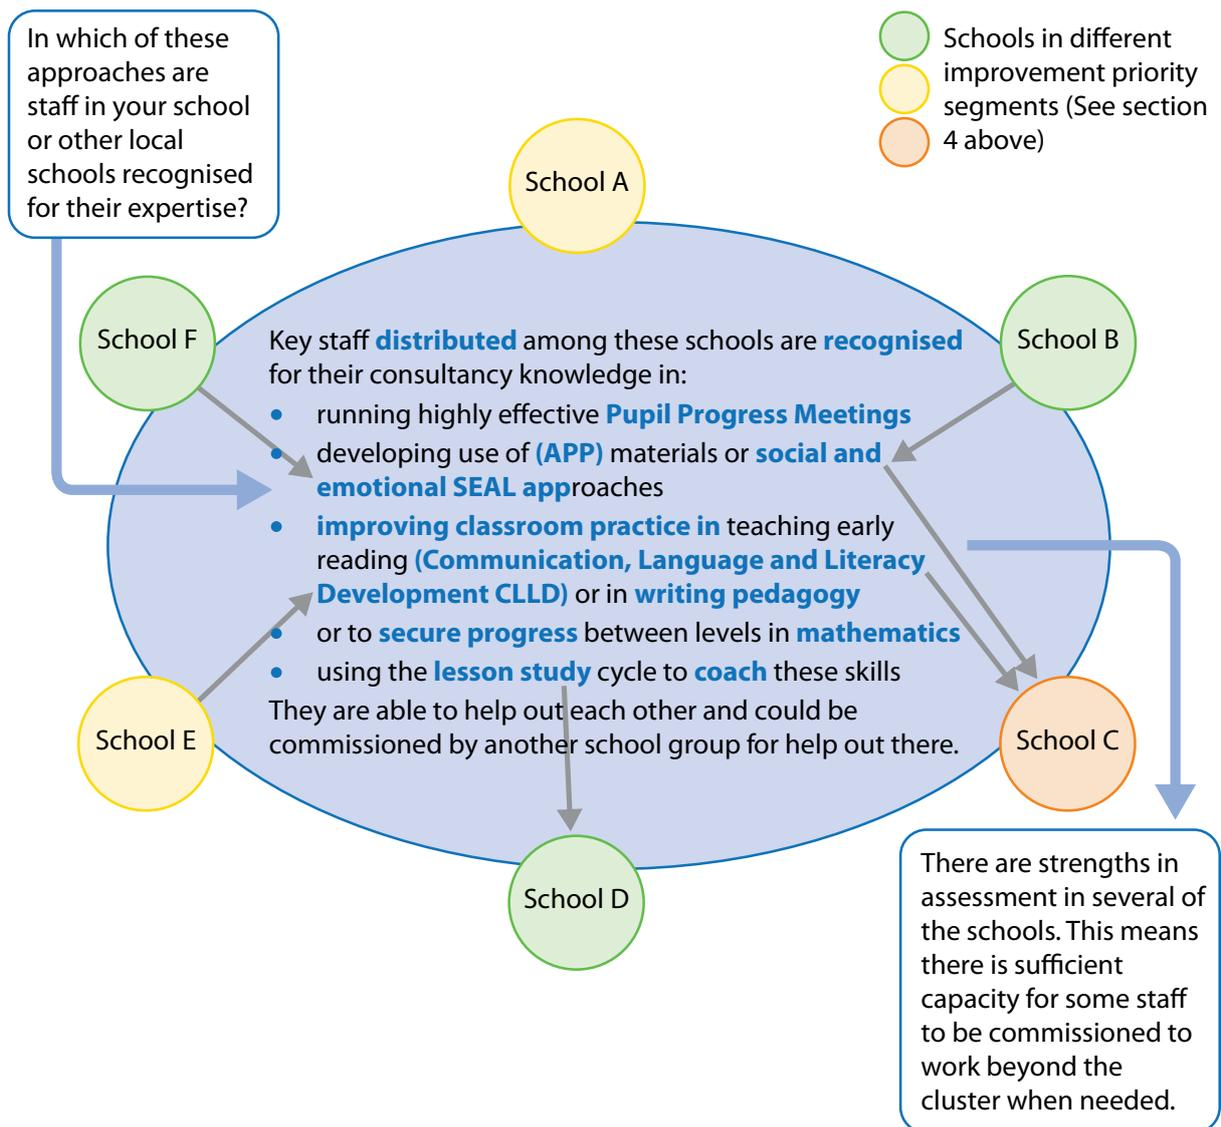 In which of these
approaches are
staff in your school
or other local
schools recognised
for their expertise?
Schools in different
improvement priority
segments (See section
4 above)
School A
School F
School B
Key staff distributed among these schools are recognised
for their consultancy knowledge in:
• running highly effective Pupil Progress Meetings
• developing use of (APP) materials or social and
emotional SEAL approaches
• improving classroom practice in teaching early
reading (Communication, Language and Literacy
Development CLLD) or in writing pedagogy
• or to secure progress between levels in mathematics
• using the lesson study cycle to coach these skills
They are able to help out each other and could be
commissioned by another school group for help out there.
School E
School C
School D
There are strengths in
assessment in several of
the schools. This means
there is sufficient
capacity for some staff
to be commissioned to
work beyond the
cluster when needed.